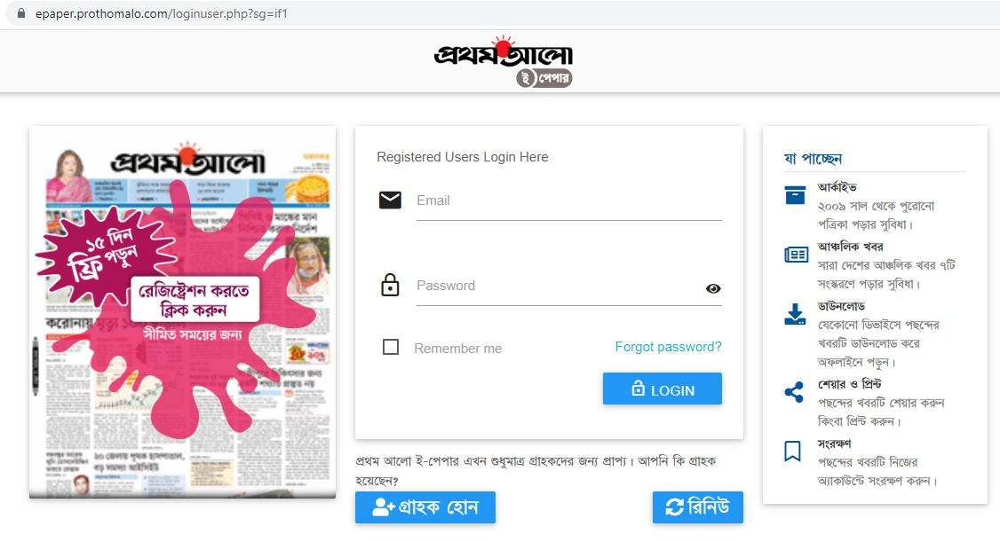 epaper.prothomalo.com/loginuser.php?sg=if1
প্রথম আলো
ই পেপার
প্রথম আলো
১৫ দিন
ফ্রি পড়ুন
রেজিষ্ট্রেশন করতে
ক্লিক করুন
সীমিত সময়ের জন্য
Registered Users Login Here
Email
Password
Remember me
Forgot password?
LOGIN
প্রথম আলো ই-পেপার এখন শুধুমাত্র গ্রাহকদের জন্য প্রাপ্য। আপনি কি গ্রাহক
হয়েছেন?
গ্রাহক হোন
রিনিউ
যা পাচ্ছেন
আর্কাইভ
২০০৯ সাল থেকে পুরোনো
পত্রিকা পড়ার সুবিধা।
আঞ্চলিক খবর
সারা দেশের আঞ্চলিক খবর ৭টি
সংস্করণে পড়ার সুবিধা।
ডাউনলোড
যেকোনো ডিভাইসে পছন্দের
খবরটি ডাউনলোড করে
অফলাইনে পড়ুন।
শেয়ার ও প্রিন্ট
পছন্দের খবরটি শেয়ার করুন
কিংবা প্রিন্ট করুন।
সংরক্ষণ
পছন্দের খবরটি নিজের
অ্যাকাউন্টে সংরক্ষণ করুন।